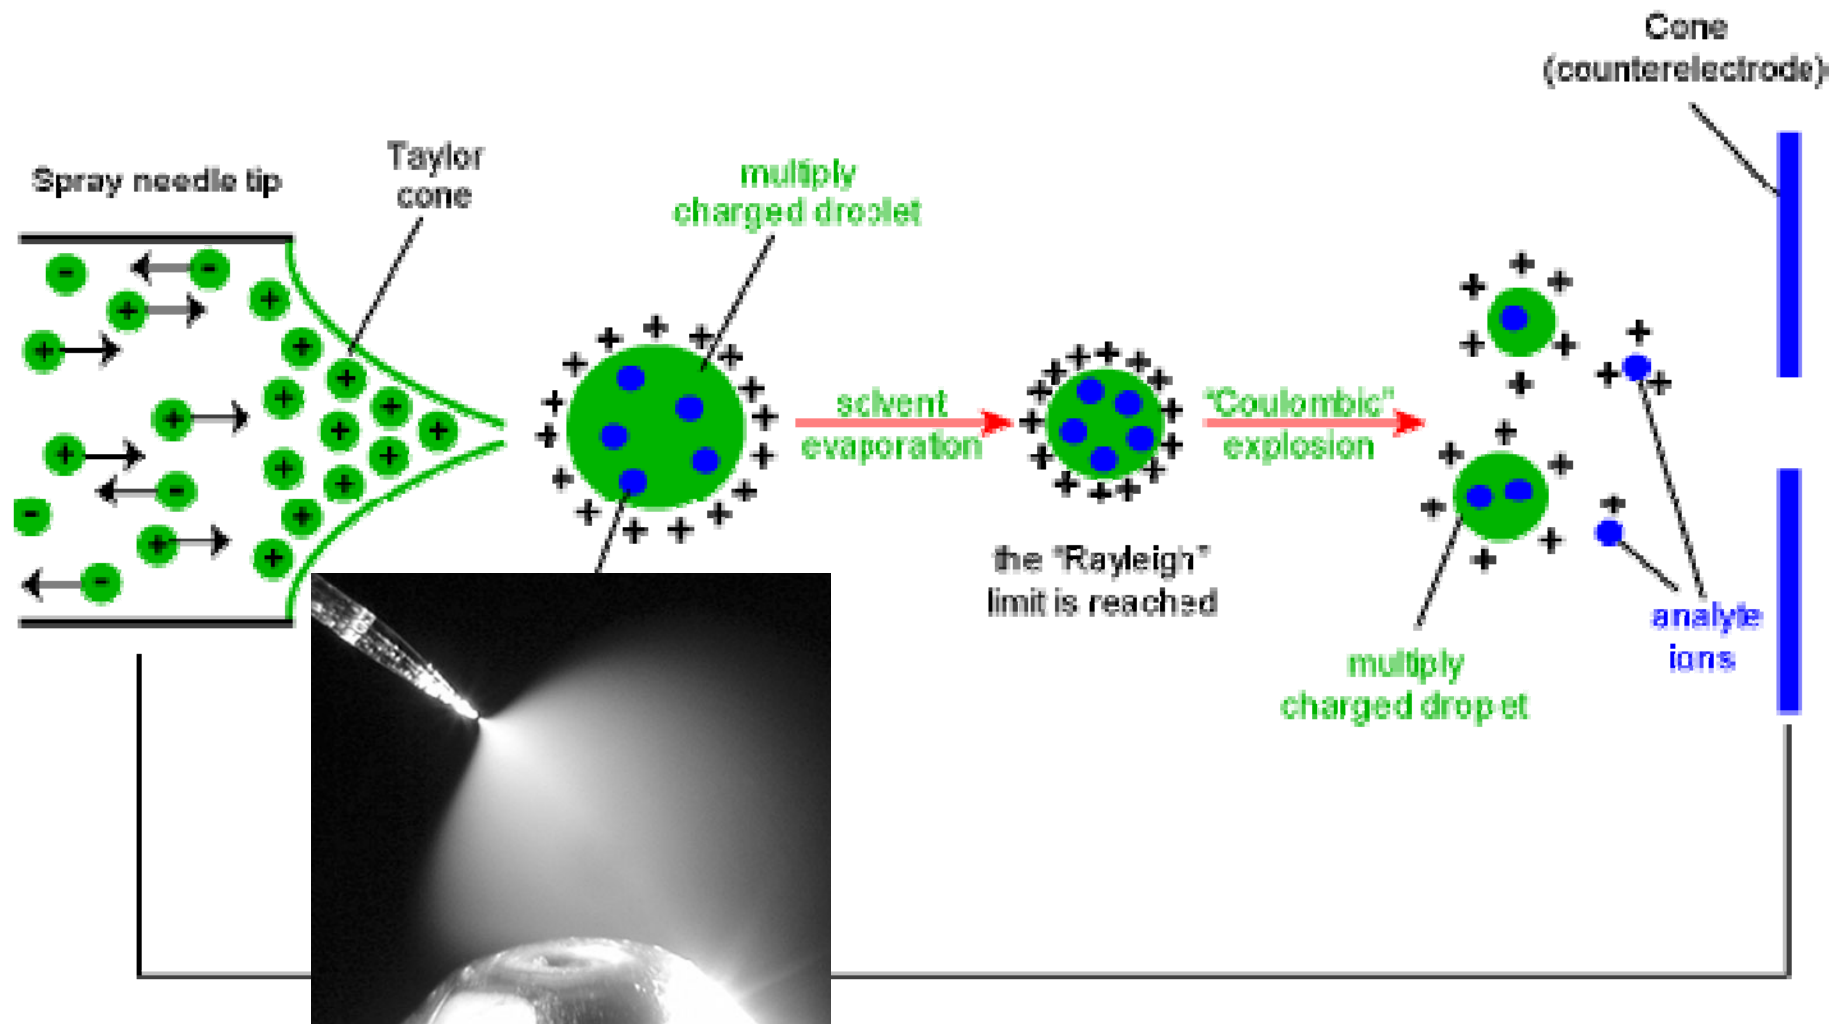 Cone
(counterelectrode)
Spray needle tip
Taylor
cone
multiply
charged droplet
solvent
evaporation
"Coulombic"
explosion
the "Rayleigh"
limit is reached
multiply
charged droplet
analyte
ions